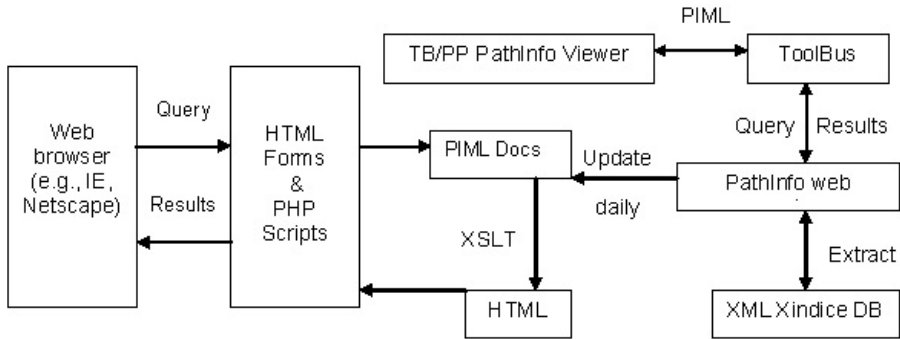 PIML
TB/PP PathInfo Viewer
ToolBus
Web
browser
(e.g., IE,
Netscape)
Query
Results
HTML
Forms
&
PHP
Scripts
PIML Docs
Update
daily
Query Results
PathInfo web
XSLT
Extract
HTML
XML Xindice DB